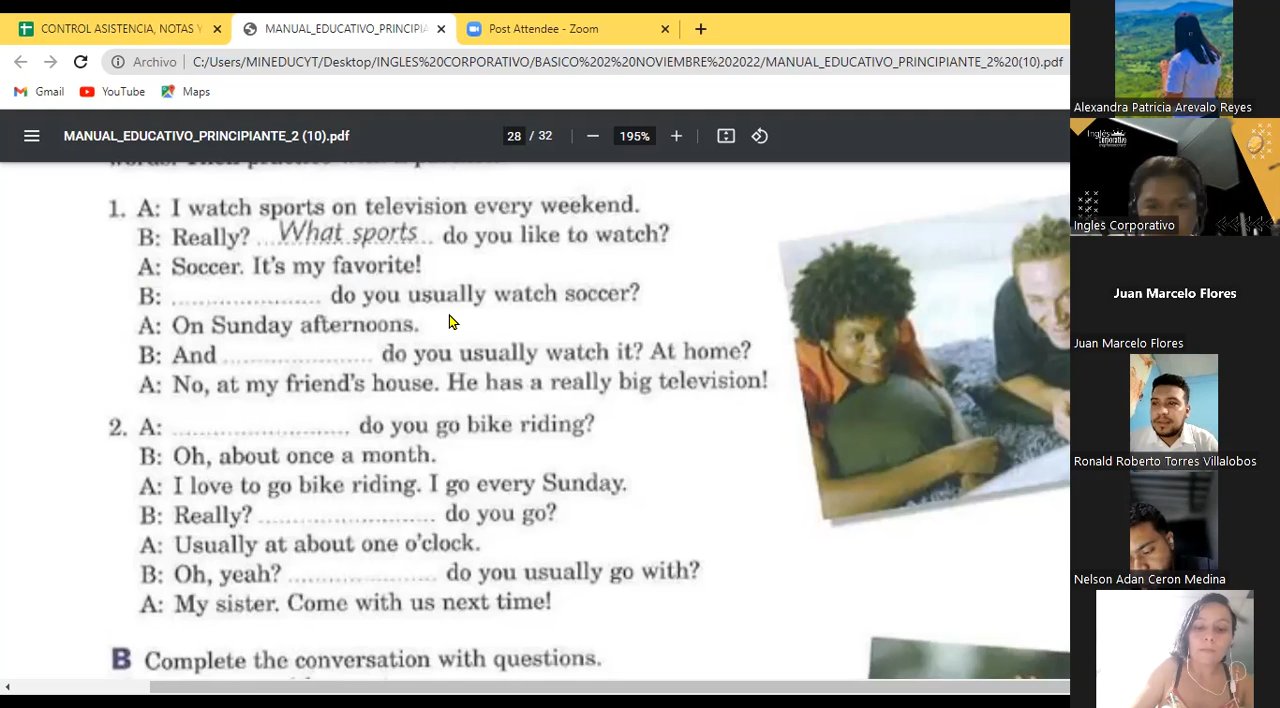 CONTROL ASISTENCIA, NOTAS Y
MANUAL_EDUCATIVO_PRINCIPIA
Post Attendee - Zoom
Archivo
C:/Users/MINEDUCYT/Desktop/INGLES%20CORPORATIVO/BASICO%202%20NOVIEMBRE%202022/MANUAL_EDUCATIVO_PRINCIPIANTE_2%20(10).pdf
Gmail
YouTube
Maps
MANUAL_EDUCATIVO_PRINCIPIANTE_2 (10).pdf
28 / 32
195%
1. A: I watch sports on television every weekend.
B: Really? What sports do you like to watch?
A: Soccer. It's my favorite!
B: .................... do you usually watch soccer?
A: On Sunday afternoons.
B: And .................... do you usually watch it? At home?
A: No, at my friend's house. He has a really big television!
2. A: ........................ do you go bike riding?
B: Oh, about once a month.
A: I love to go bike riding. I go every Sunday.
B: Really? ........................ do you go?
A: Usually at about one o'clock.
B: Oh, yeah? .................... do you usually go with?
A: My sister. Come with us next time!
B Complete the conversation with questions.
Alexandra Patricia Arevalo Reyes
Inglés
Corporativo
Ingles Corporativo
Juan Marcelo Flores
Juan Marcelo Flores
Ronald Roberto Torres Villalobos
Nelson Adan Ceron Medina